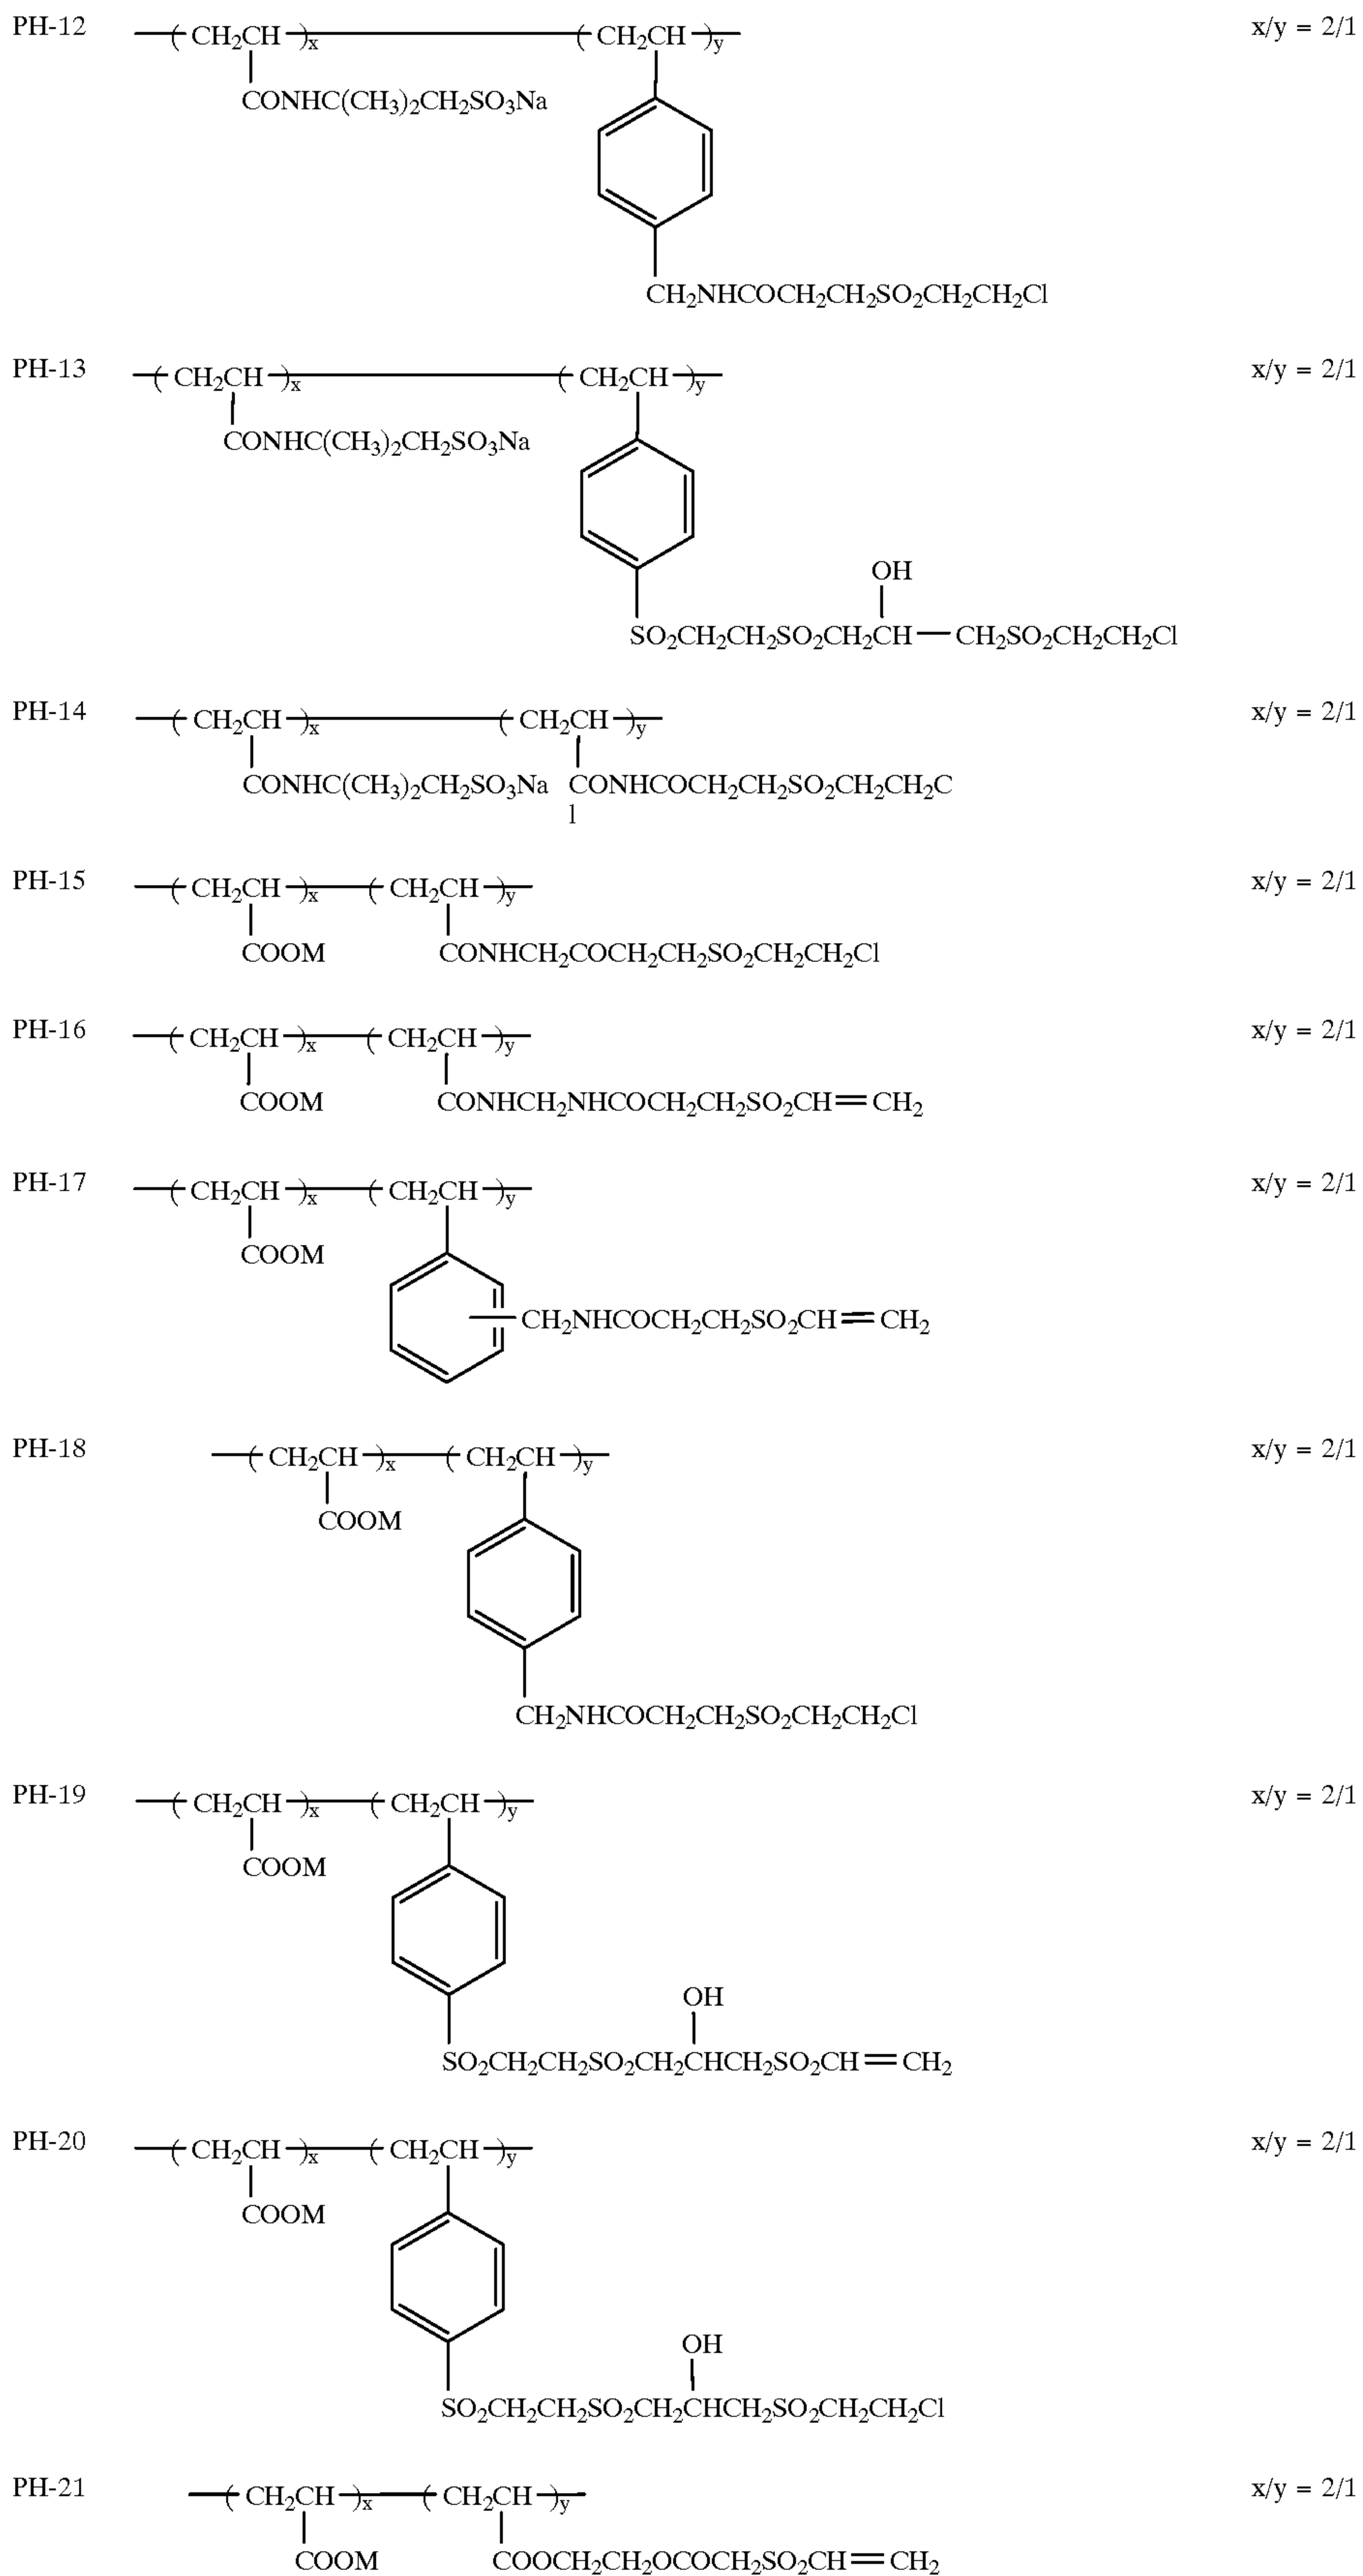 PH-12 —( CH₂CH )ₓ—( CH₂CH )y— x/y = 2/1
CONHC(CH₃)₂CH₂SO₃Na
CH₂NHCOCH₂CH₂SO₂CH₂CH₂Cl
PH-13 —( CH₂CH )ₓ—( CH₂CH )y— x/y = 2/1
CONHC(CH₃)₂CH₂SO₃Na
OH
SO₂CH₂CH₂SO₂CH₂CH—CH₂SO₂CH₂CH₂Cl
PH-14 —( CH₂CH )ₓ—( CH₂CH )y— x/y = 2/1
CONHC(CH₃)₂CH₂SO₃Na CONHCOCH₂CH₂SO₂CH₂CH₂C
l
PH-15 —( CH₂CH )ₓ—( CH₂CH )y— x/y = 2/1
COOM CONHCH₂COCH₂CH₂SO₂CH₂CH₂Cl
PH-16 —( CH₂CH )ₓ—( CH₂CH )y— x/y = 2/1
COOM CONHCH₂NHCOCH₂CH₂SO₂CH=CH₂
PH-17 —( CH₂CH )ₓ—( CH₂CH )y— x/y = 2/1
COOM
CH₂NHCOCH₂CH₂SO₂CH=CH₂
PH-18 —( CH₂CH )ₓ—( CH₂CH )y— x/y = 2/1
COOM
CH₂NHCOCH₂CH₂SO₂CH₂CH₂Cl
PH-19 —( CH₂CH )ₓ—( CH₂CH )y— x/y = 2/1
COOM
OH
SO₂CH₂CH₂SO₂CH₂CHCH₂SO₂CH=CH₂
PH-20 —( CH₂CH )ₓ—( CH₂CH )y— x/y = 2/1
COOM
OH
SO₂CH₂CH₂SO₂CH₂CHCH₂SO₂CH₂CH₂Cl
PH-21 —( CH₂CH )ₓ—( CH₂CH )y— x/y = 2/1
COOM COOCH₂CH₂OCOCH₂SO₂CH=CH₂